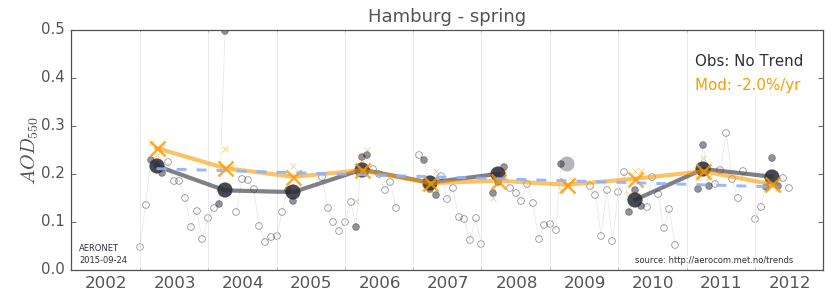 Hamburg - spring
0.5
0.4
0.3
0.2
0.1
0.0
AOD550
Obs: No Trend
Mod: -2.0%/yr
AERONET
2015-09-24
source: http://aerocom.met.no/trends
2002 2003 2004 2005 2006 2007 2008 2009 2010 2011 2012